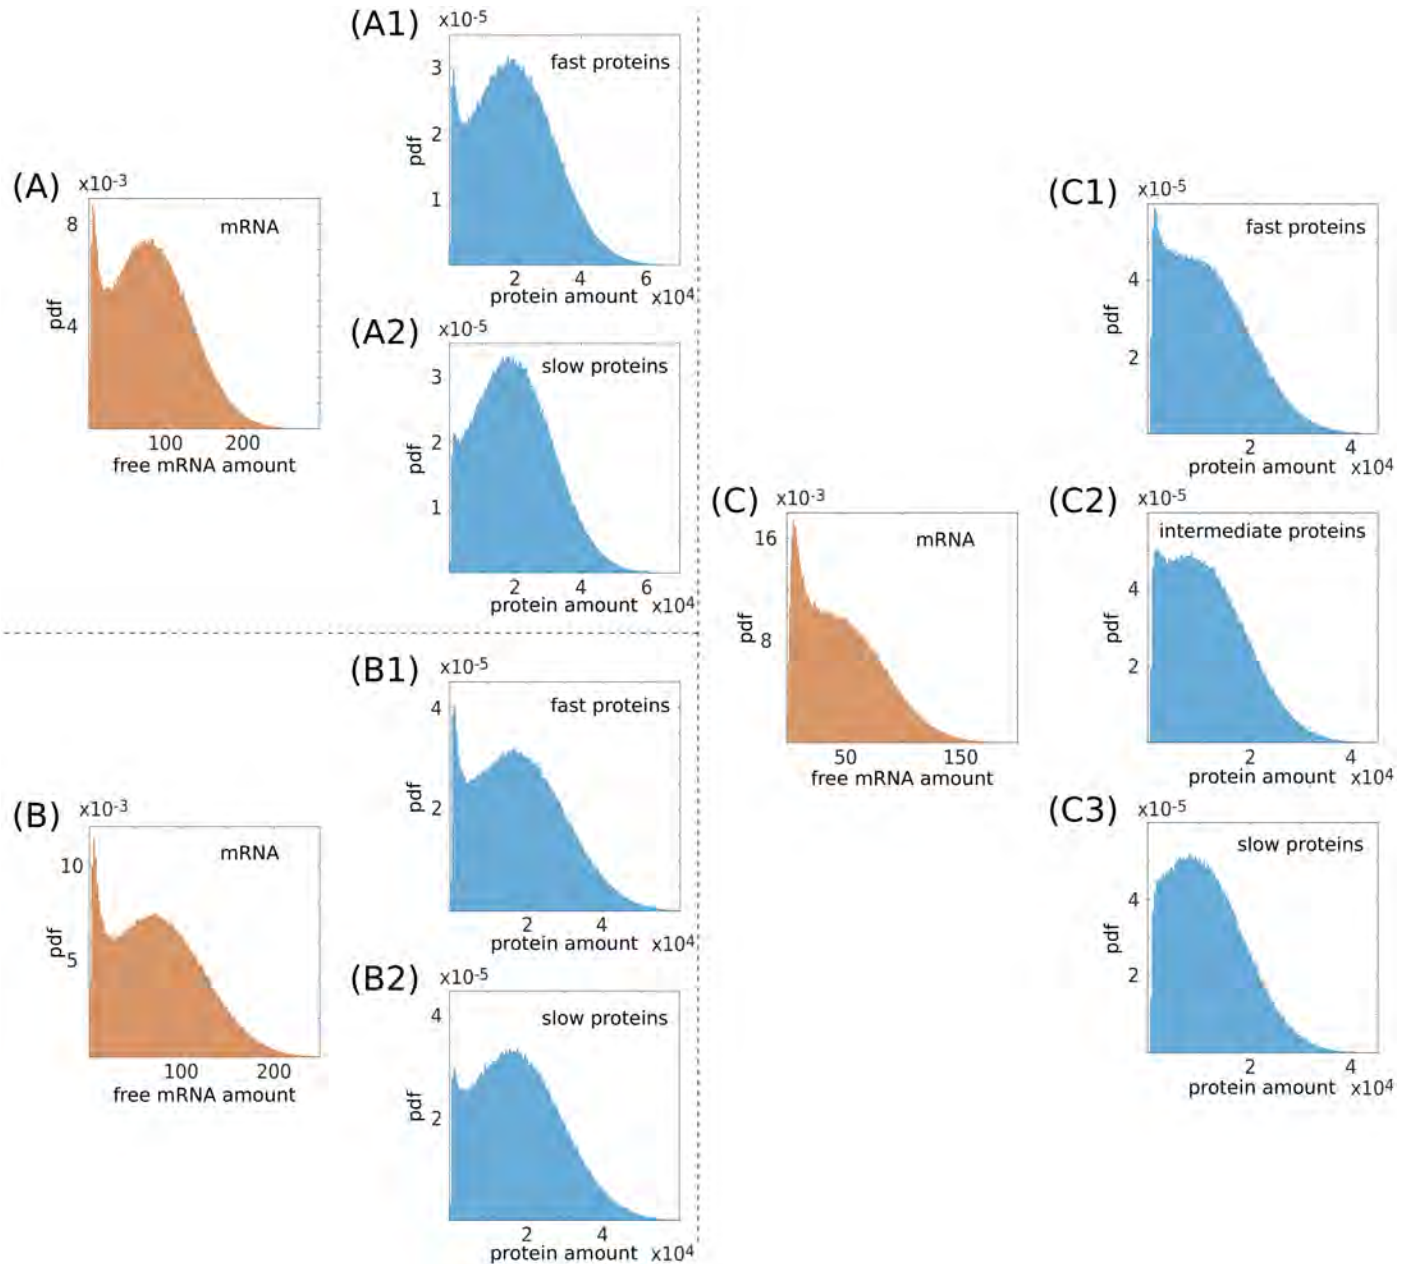 (A)
x10-3
8
4
pdf
mRNA
100 200
free mRNA amount
(A1)
x10-5
3
2
1
pdf
fast proteins
2 4 6
protein amount x104
(A2)
x10-5
3
2
1
pdf
slow proteins
2 4 6
protein amount x104
(B)
x10-3
10
5
pdf
mRNA
100 200
free mRNA amount
(B1)
x10-5
4
2
pdf
fast proteins
2 4
protein amount x104
(B2)
x10-5
4
2
pdf
slow proteins
2 4
protein amount x104
(C)
x10-3
16
8
pdf
mRNA
50 150
free mRNA amount
(C1)
x10-5
4
2
pdf
fast proteins
2 4
protein amount x104
(C2)
x10-5
4
2
pdf
intermediate proteins
2 4
protein amount x104
(C3)
x10-5
4
2
pdf
slow proteins
2 4
protein amount x104